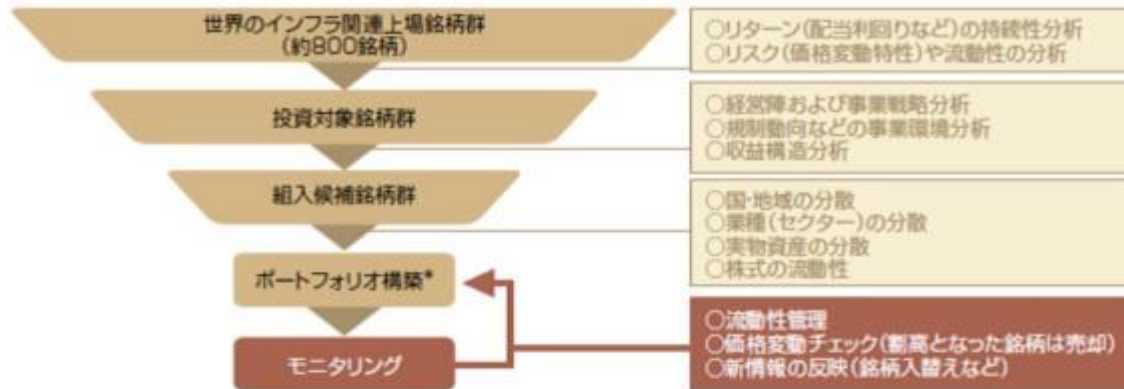 世界のインフラ関連上場銘柄群
(約800銘柄)
○リターン(配当利回りなど)の持続性分析
○リスク(価格変動特性)や流動性の分析
投資対象銘柄群
○経営陣および事業戦略分析
○規制動向などの事業環境分析
○収益構造分析
組入候補銘柄群
○国・地域の分散
○業種(セクター)の分散
○実物資産の分散
○株式の流動性
ポートフォリオ構築*
モニタリング
○流動性管理
○価格変動チェック(割高となった銘柄は売却)
○新情報の反映(銘柄入替えなど)